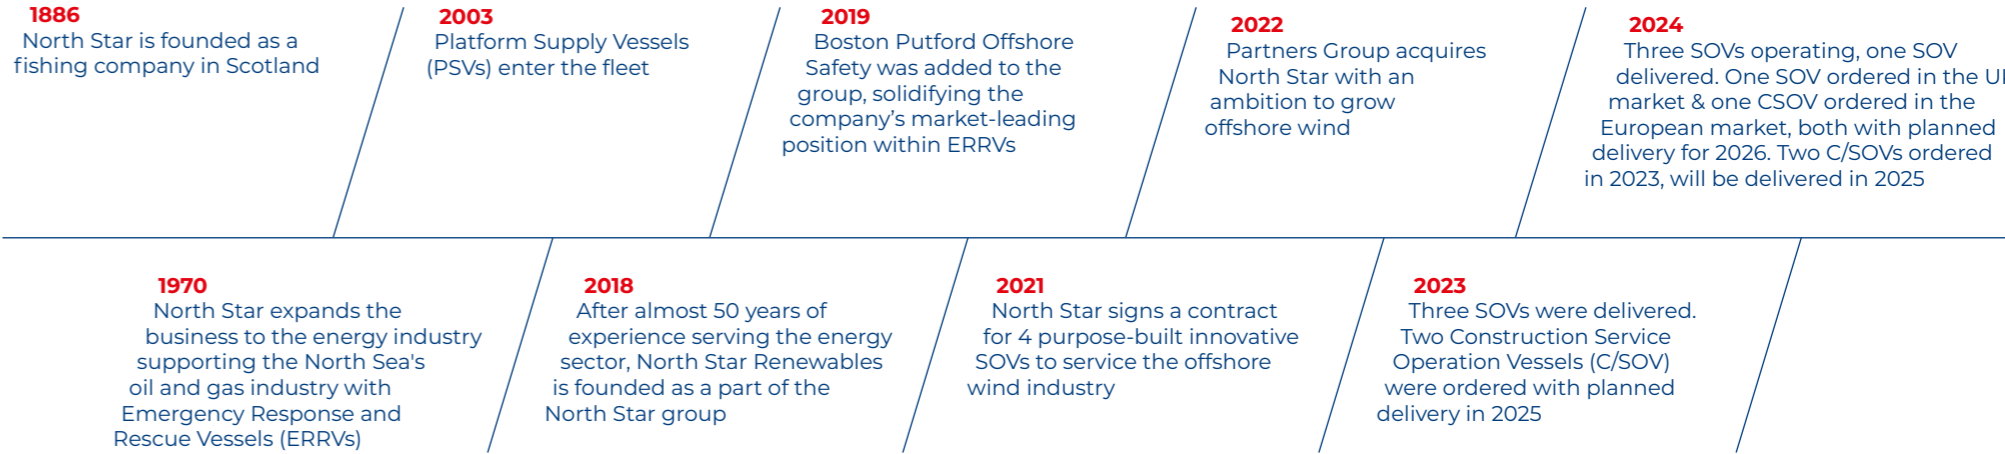 1886
North Star is founded as a
fishing company in Scotland
1970
North Star expands the
business to the energy industry
supporting the North Sea's
oil and gas industry with
Emergency Response and
Rescue Vessels (ERRVs)
2003
Platform Supply Vessels
(PSVs) enter the fleet
2018
After almost 50 years of
experience serving the energy
sector, North Star Renewables
is founded as a part of the
North Star group
2019
Boston Putford Offshore
Safety was added to the
group, solidifying the
company’s market-leading
position within ERRVs
2021
North Star signs a contract
for 4 purpose-built innovative
SOVs to service the offshore
wind industry
2022
Partners Group acquires
North Star with an
ambition to grow
offshore wind
2023
Three SOVs were delivered.
Two Construction Service
Operation Vessels (C/SOV)
were ordered with planned
delivery in 2025
2024
Three SOVs operating, one SOV
delivered. One SOV ordered in the
market & one CSOV ordered in the
European market, both with planned
delivery for 2026. Two C/SOVs ordered
in 2023, will be delivered in 2025